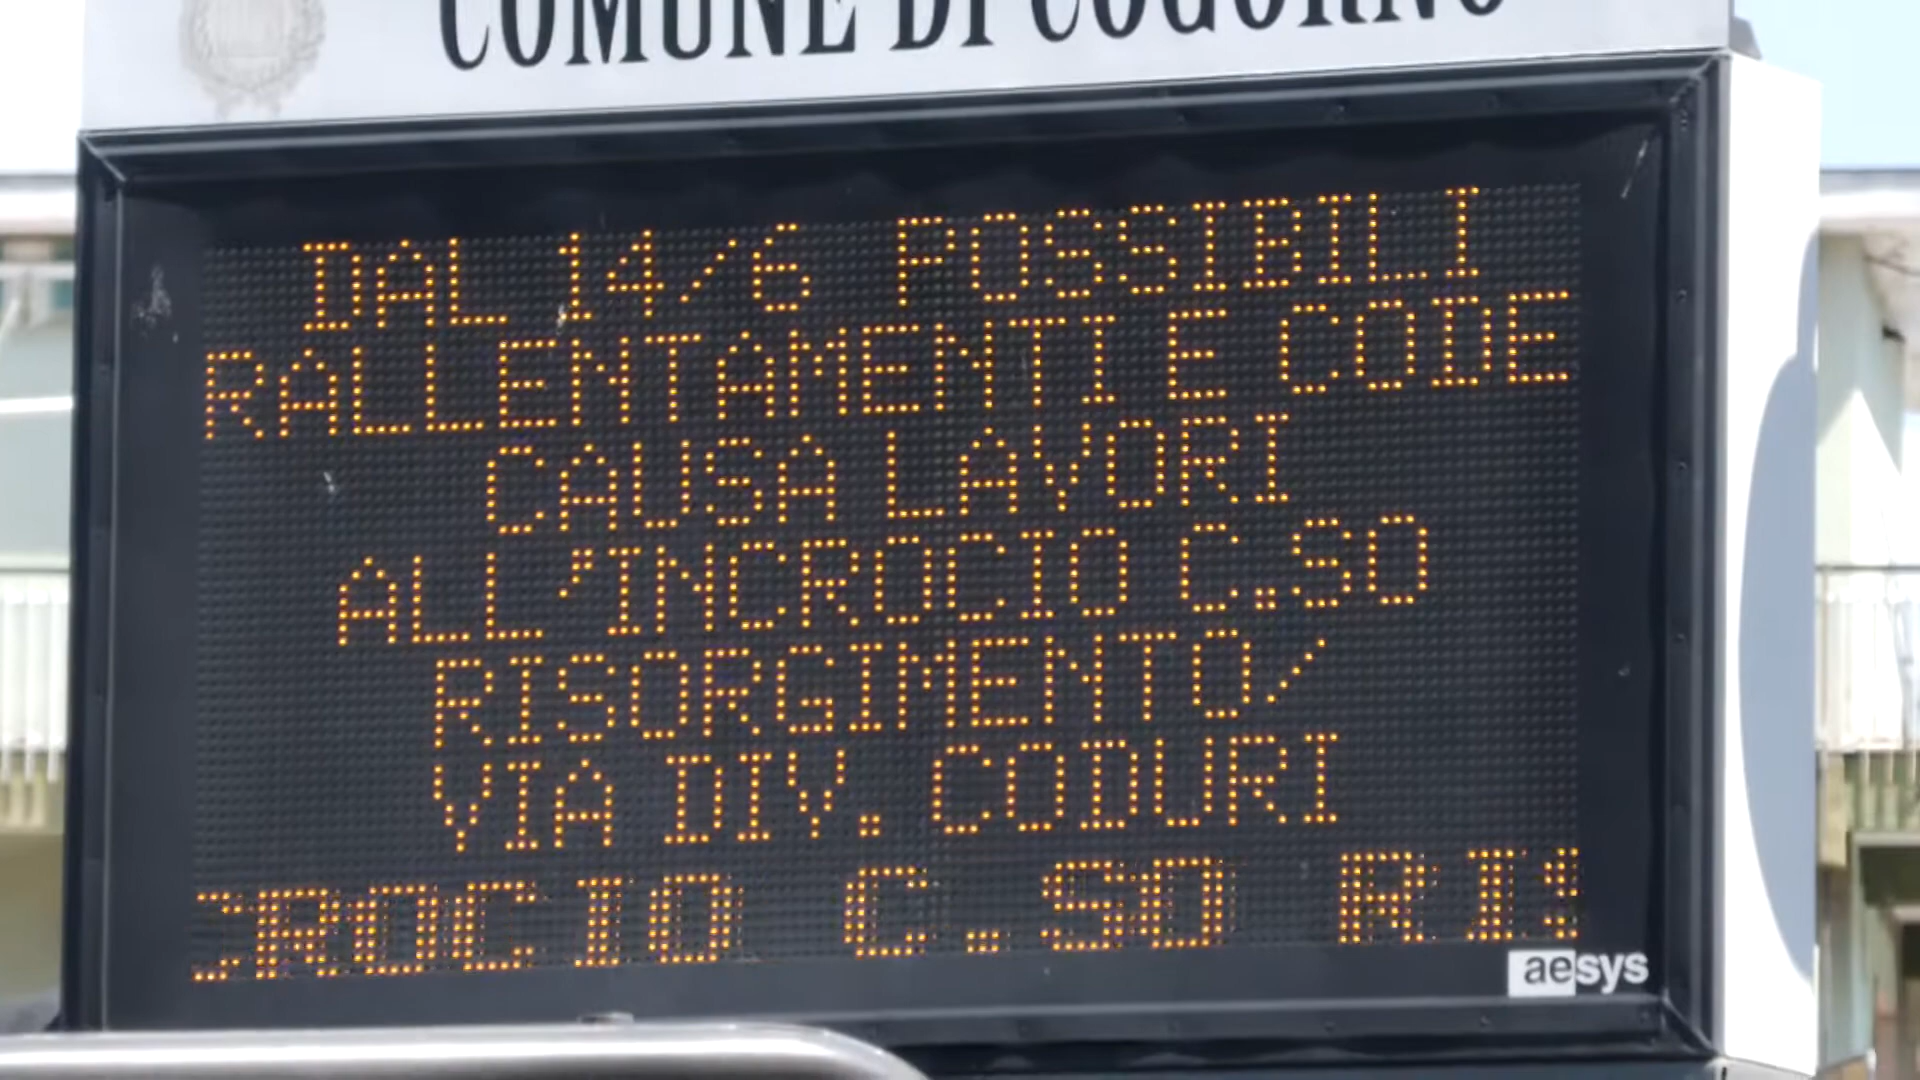 COMUNE DI COGORNO
DAL 14/6 POSSIBILI
RALLENTAMENTI E CODE
CAUSA LAVORI
ALL'INCROCIO C.SO
RISORGIMENTO/
VIA DIV. CODURI
CROCIO C.SO RIS
aesys